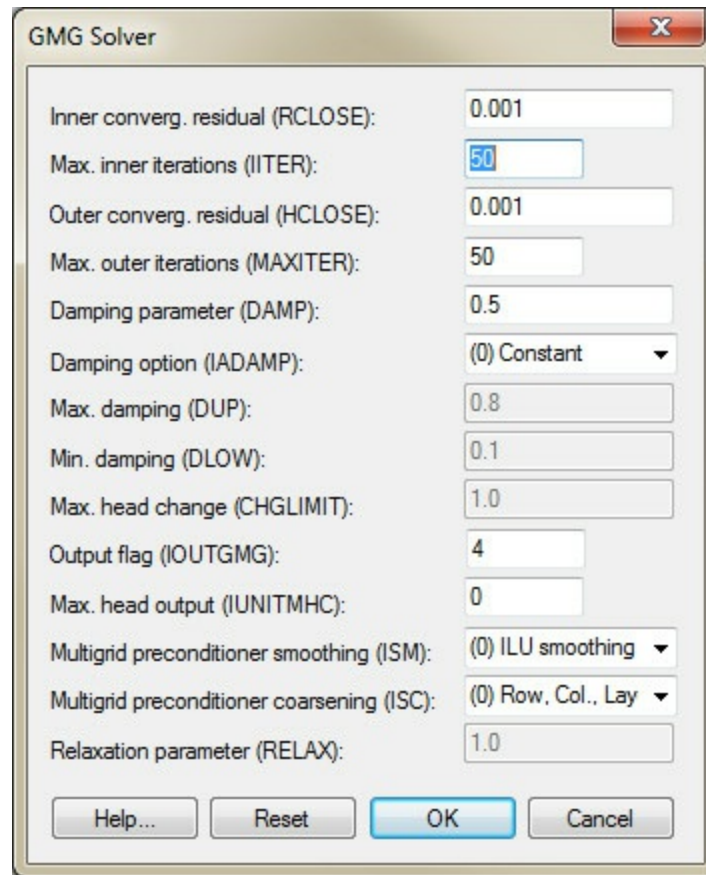 GMG Solver
Inner converg. residual (RCLOSE): 0.001
Max. inner iterations (IITER): 50
Outer converg. residual (HCLOSE): 0.001
Max. outer iterations (MAXITER): 50
Damping parameter (DAMP): 0.5
Damping option (IADAMP): (0) Constant
Max. damping (DUP): 0.8
Min. damping (DLOW): 0.1
Max. head change (CHGLIMIT): 1.0
Output flag (IOUTGMG): 4
Max. head output (IUNITMHC): 0
Multigrid preconditioner smoothing (ISM): (0) ILU smoothing
Multigrid preconditioner coarsening (ISC): (0) Row, Col., Lay
Relaxation parameter (RELAX): 1.0
Help... Reset OK Cancel